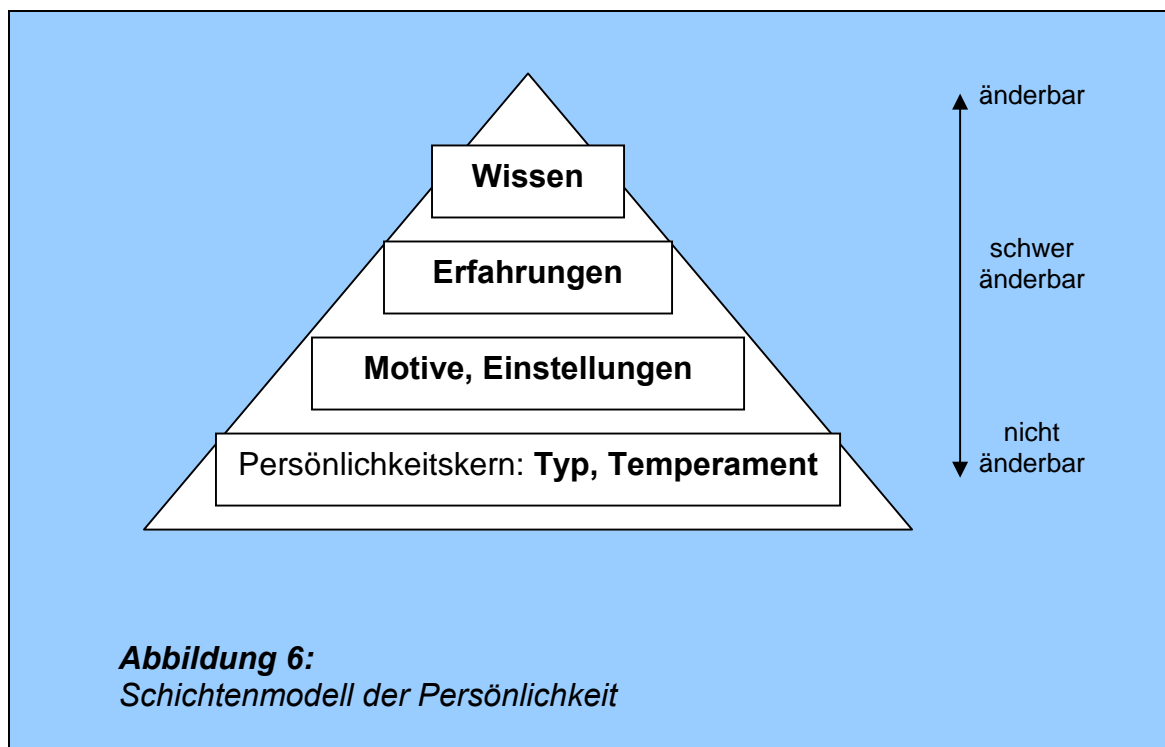 änderbar
Wissen
Erfahrungen
schwer
änderbar
Motive, Einstellungen
Persönlichkeitskern: Typ, Temperament
nicht
änderbar
Abbildung 6:
Schichtenmodell der Persönlichkeit